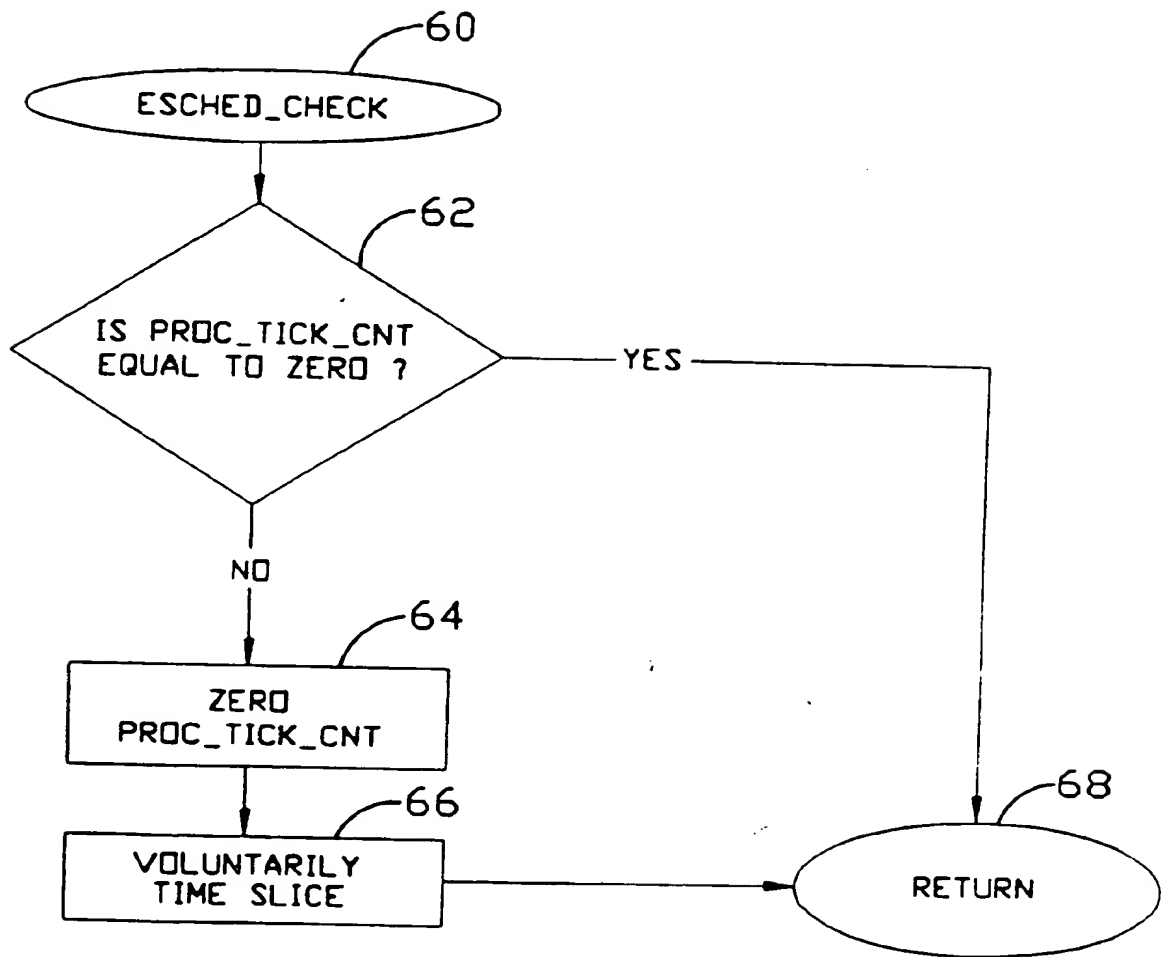 60
ESCHED_CHECK
62
IS PROC_TICK_CNT
EQUAL TO ZERO ?
YES
NO
64
ZERO
PROC_TICK_CNT
66
VOLUNTARILY
TIME SLICE
68
RETURN